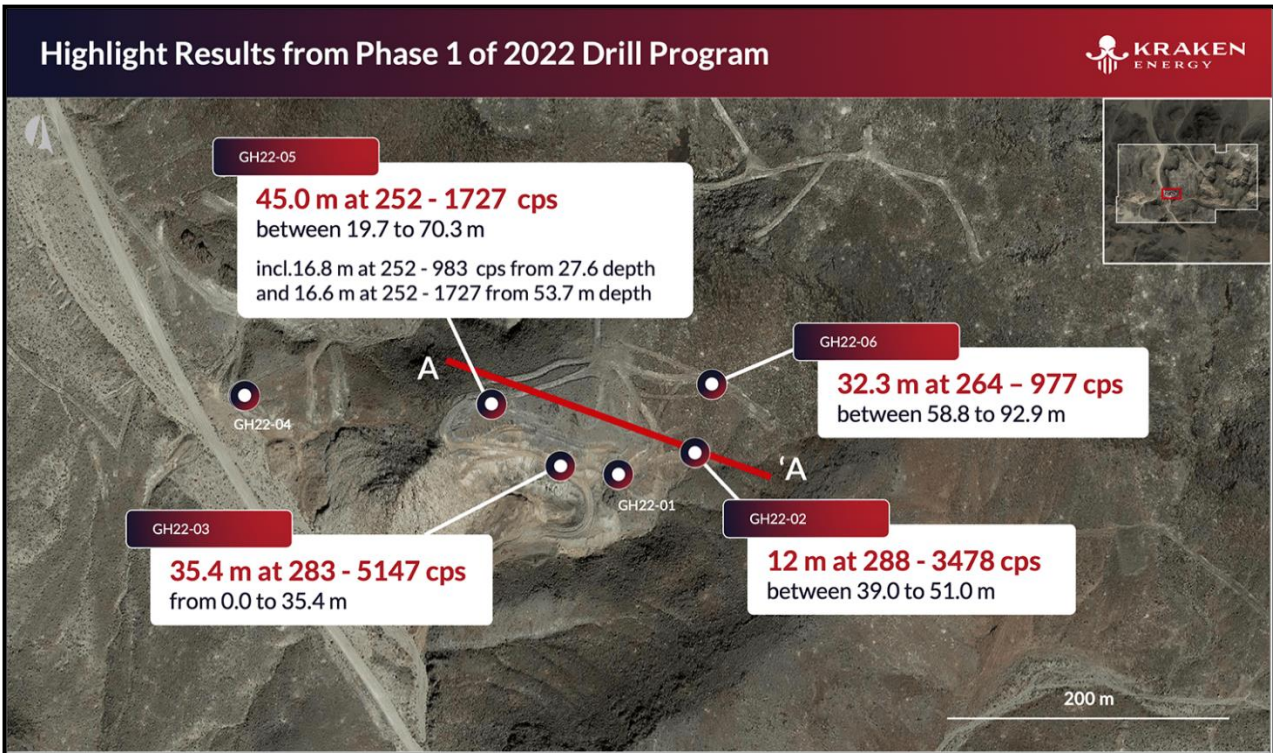 Highlight Results from Phase 1 of 2022 Drill Program
KRAKEN
ENERGY
GH22-05
45.0 m at 252 - 1727 cps
between 19.7 to 70.3 m
incl.16.8 m at 252 - 983 cps from 27.6 depth
and 16.6 m at 252 - 1727 from 53.7 m depth
GH22-06
32.3 m at 264 – 977 cps
between 58.8 to 92.9 m
A
GH22-04
'A
GH22-01
GH22-03
35.4 m at 283 - 5147 cps
from 0.0 to 35.4 m
GH22-02
12 m at 288 - 3478 cps
between 39.0 to 51.0 m
200 m